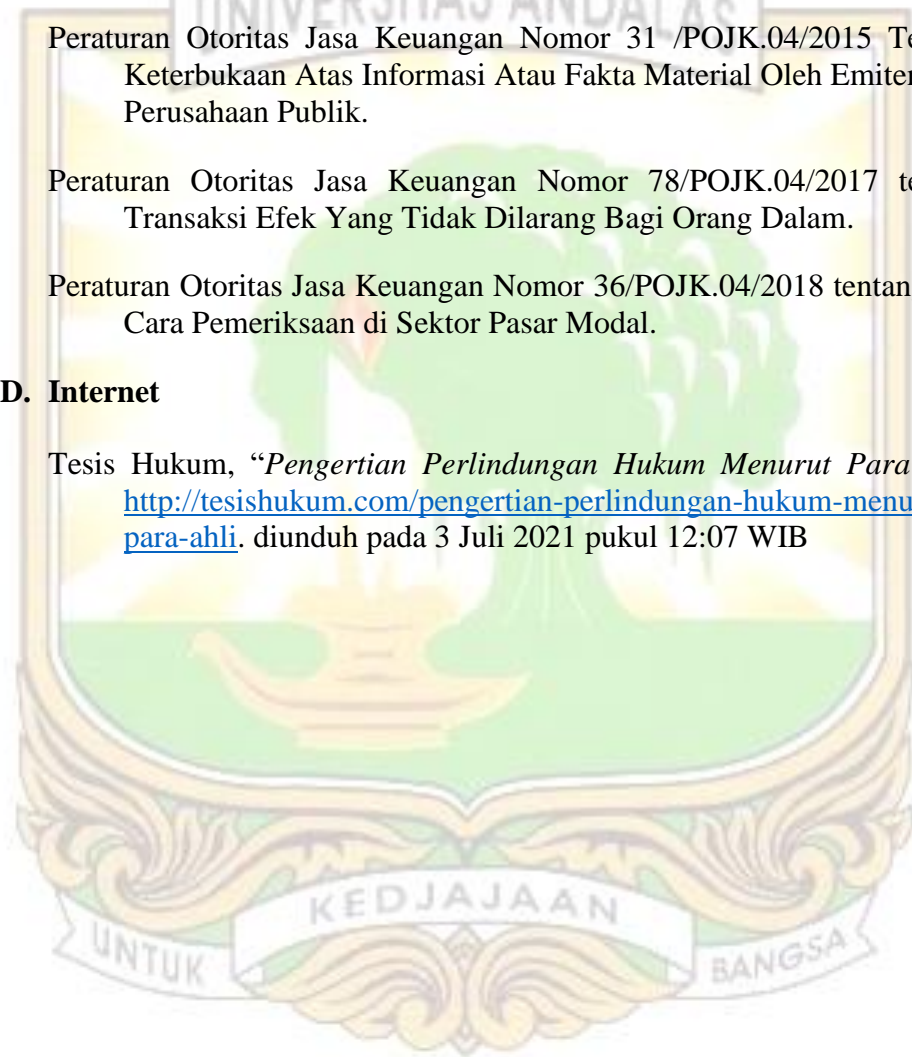 UNIVERSITAS ANDALAS
Peraturan Otoritas Jasa Keuangan Nomor 31 /POJK.04/2015 Te
Keterbukaan Atas Informasi Atau Fakta Material Oleh Emiten
Perusahaan Publik.
Peraturan Otoritas Jasa Keuangan Nomor 78/POJK.04/2017 te
Transaksi Efek Yang Tidak Dilarang Bagi Orang Dalam.
Peraturan Otoritas Jasa Keuangan Nomor 36/POJK.04/2018 tentan
Cara Pemeriksaan di Sektor Pasar Modal.
D. Internet
Tesis Hukum, “Pengertian Perlindungan Hukum Menurut Para
http://tesishukum.com/pengertian-perlindungan-hukum-menu
para-ahli. diunduh pada 3 Juli 2021 pukul 12:07 WIB
UNTUK KEDJAJAAN BANGSA